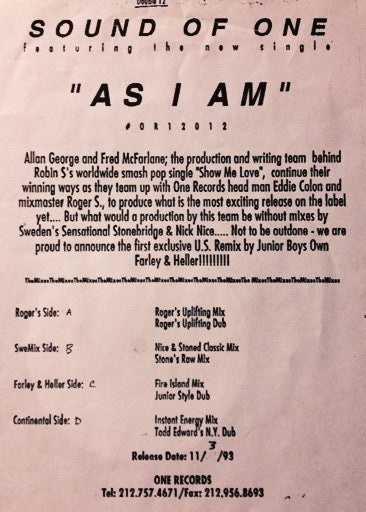 Double 12
SOUND OF ONE
featuring the new single
"AS I AM"
#OR12012
Allan George and Fred McFarlane; the production and writing team behind
Robin S's worldwide smash pop single "Show Me Love", continue their
winning ways as they team up with One Records head man Eddie Colon and
mixmaster Roger S., to produce what is the most exciting release on the label
yet.... But what would a production by this team be without mixes by
Sweden's Sensational Stonebridge & Nick Nice..... Not to be outdone - we are
proud to announce the first exclusive U.S. Remix by Junior Boys Own
Farley & Heller!!!!!!!!!
TheMixesTheMixesTheMixesTheMixesTheMixesTheMixesTheMixesTheMixesTheMixesThe MixesTheMixesTheMixesTheMixes
Roger's Side: A Roger's Uplifting Mix
Roger's Uplifting Dub
SweMix Side: B Nice & Stoned Classic Mix
Stone's Raw Mix
Farley & Heller Side: C Fire Island Mix
Junior Style Dub
Continental Side: D Instant Energy Mix
Todd Edward's N.Y. Dub
Release Date: 11/3/93
ONE RECORDS
Tel: 212.757.4671/Fax: 212.956.8693